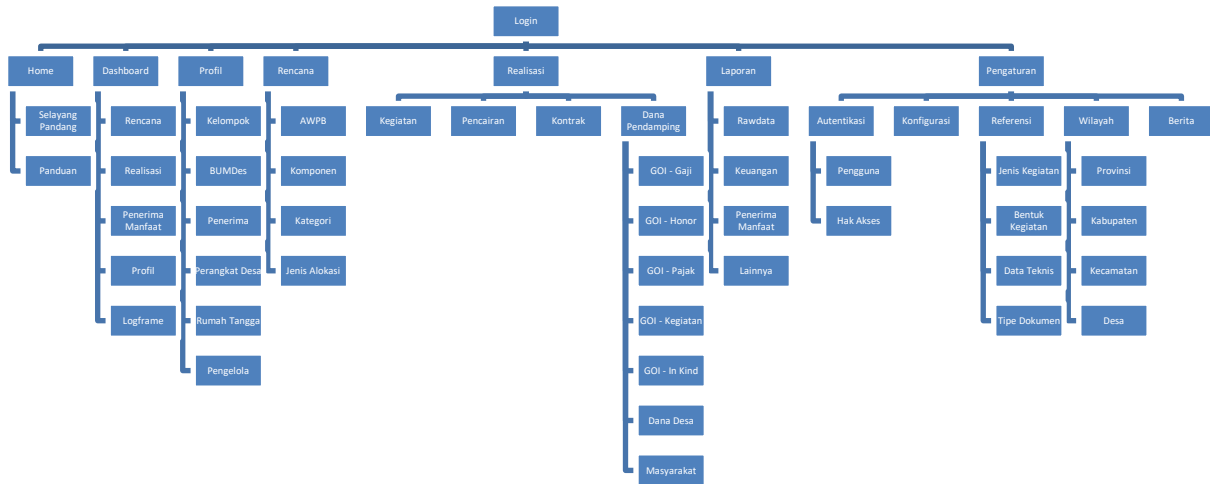 Login
Home
Dashboard
Profil
Rencana
Realisasi
Laporan
Pengaturan
Selayang
Pandang
Panduan
Rencana
Realisasi
Penerima
Manfaat
Profil
Logframe
Kelompok
BUMDes
Penerima
Perangkat Desa
Rumah Tangga
Pengelola
AWPB
Komponen
Kategori
Jenis Alokasi
Kegiatan
Pencairan
Kontrak
Dana
Pendamping
GOI - Gaji
GOI - Honor
GOI - Pajak
GOI - Kegiatan
GOI - In Kind
Dana Desa
Masyarakat
Rawdata
Keuangan
Penerima
Manfaat
Lainnya
Autentikasi
Pengguna
Hak Akses
Konfigurasi
Referensi
Jenis Kegiatan
Bentuk
Kegiatan
Data Teknis
Tipe Dokumen
Wilayah
Provinsi
Kabupaten
Kecamatan
Desa
Berita